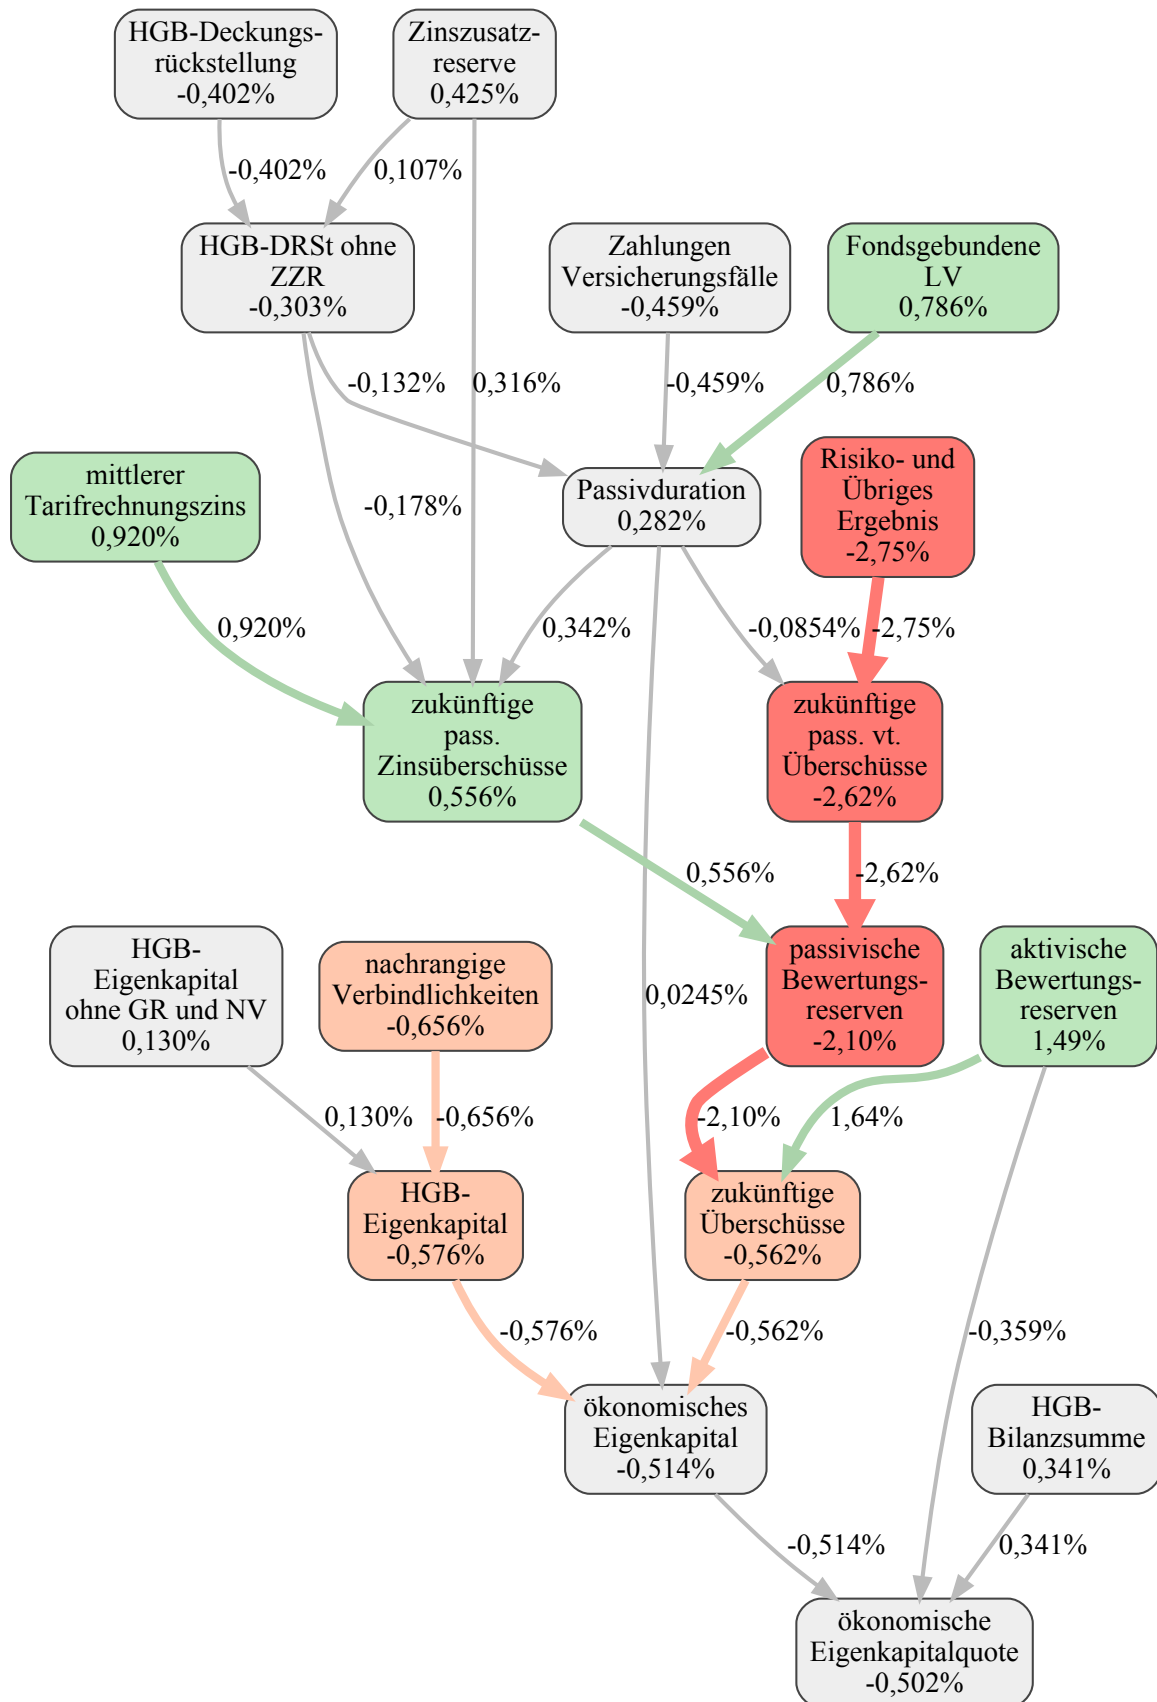 HGB-Deckungs-
rückstellung
-0,402%
Zinszusatz-
reserve
0,425%
-0,402%
0,107%
HGB-DRSt ohne
ZZR
-0,303%
Zahlungen
Versicherungsfälle
-0,459%
Fondsgebundene
LV
0,786%
-0,132%
0,316%
-0,459%
0,786%
mittlerer
Tarifrechnungszins
0,920%
-0,178%
Passivduration
0,282%
Risiko- und
Übriges
Ergebnis
-2,75%
0,920%
0,342%
-0,0854%
-2,75%
zukünftige
pass.
Zinsüberschüsse
0,556%
zukünftige
pass. vt.
Überschüsse
-2,62%
0,556%
-2,62%
HGB-
Eigenkapital
ohne GR und NV
0,130%
nachrangige
Verbindlichkeiten
-0,656%
0,0245%
passivische
Bewertungs-
reserven
-2,10%
aktivische
Bewertungs-
reserven
1,49%
0,130%
-0,656%
-2,10%
1,64%
HGB-
Eigenkapital
-0,576%
zukünftige
Überschüsse
-0,562%
-0,576%
-0,562%
-0,359%
ökonomisches
Eigenkapital
-0,514%
HGB-
Bilanzsumme
0,341%
-0,514%
0,341%
ökonomische
Eigenkapitalquote
-0,502%